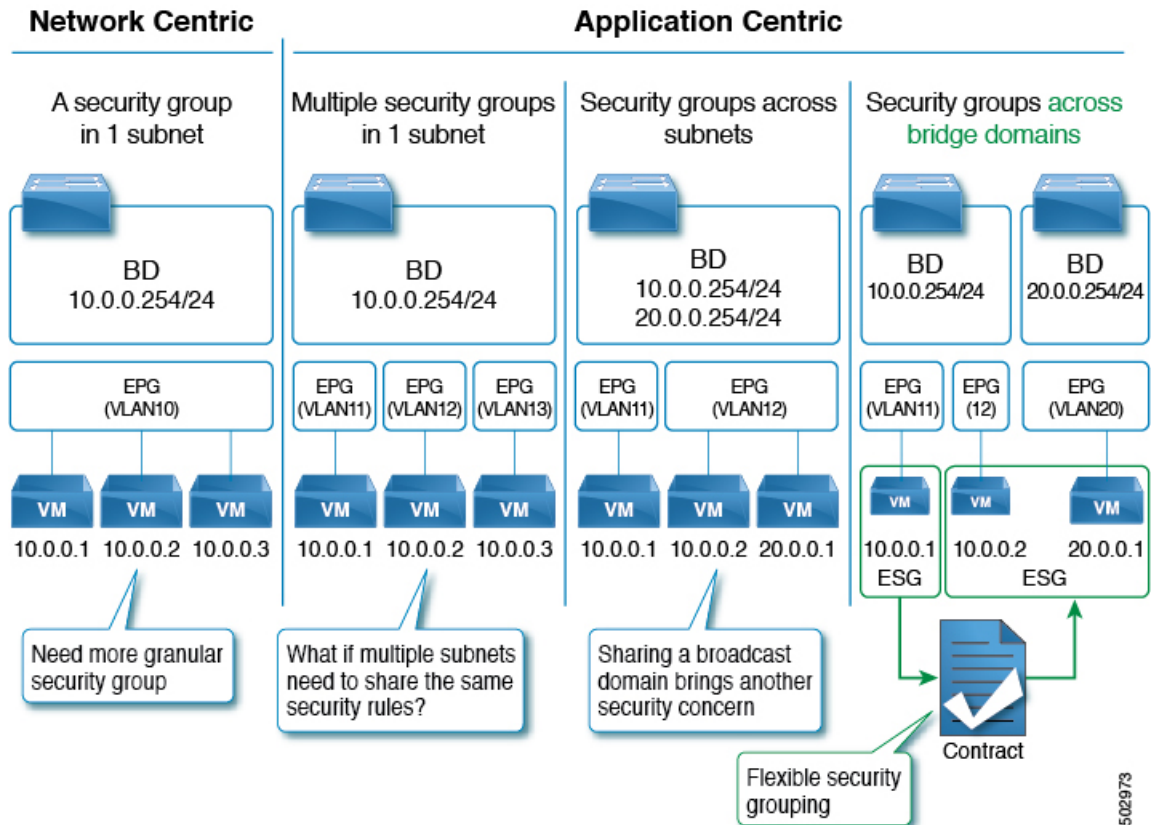 Network Centric
Application Centric
A security group
in 1 subnet
BD
10.0.0.254/24
EPG
(VLAN10)
VM
VM
VM
10.0.0.1
10.0.0.2
10.0.0.3
Need more granular
security group
Multiple security groups
in 1 subnet
BD
10.0.0.254/24
EPG
(VLAN11)
EPG
(VLAN12)
EPG
(VLAN13)
VM
VM
VM
10.0.0.1
10.0.0.2
10.0.0.3
What if multiple subnets
need to share the same
security rules?
Security groups across
subnets
BD
10.0.0.254/24
20.0.0.254/24
EPG
(VLAN11)
EPG
(VLAN12)
VM
VM
VM
10.0.0.1
10.0.0.2
20.0.0.1
Sharing a broadcast
domain brings another
security concern
Security groups across
bridge domains
BD
10.0.0.254/24
BD
20.0.0.254/24
EPG
(VLAN11)
EPG
(12)
EPG
(VLAN20)
VM
VM
VM
10.0.0.1
10.0.0.2
20.0.0.1
ESG
ESG
Contract
Flexible security
grouping
502973